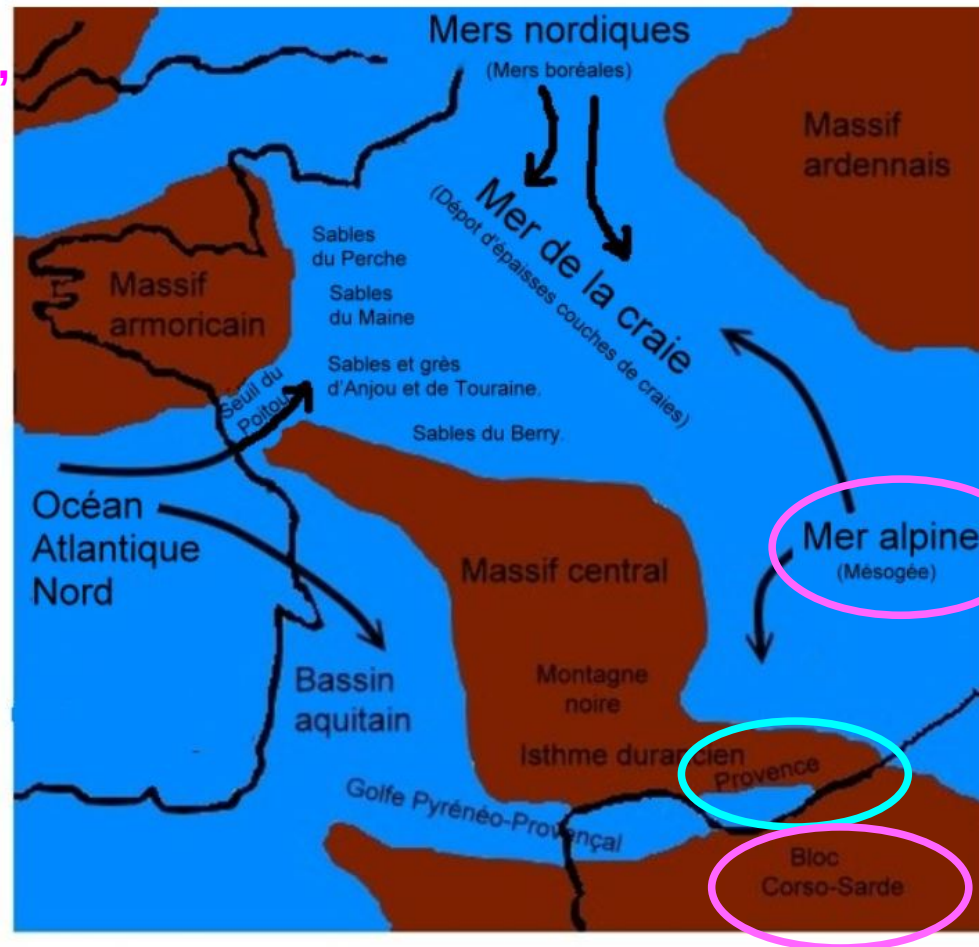 ,
Mers nordiques
(Mers boréales)
Massif
ardennais
Mer de la craie
(Dépot d'épaisses couches de craies)
Sables
du Perche
Massif
armoricain
Sables
du Maine
Sables et grès
d'Anjou et de Touraine.
Seuil du
Poitou
Sables du Berry.
Océan
Atlantique
Nord
Mer alpine
(Mésogée)
Massif central
Bassin
aquitain
Montagne
noire
Isthme durancien
Provence
Golfe Pyrénéo-Provençal
Bloc
Corso-Sarde